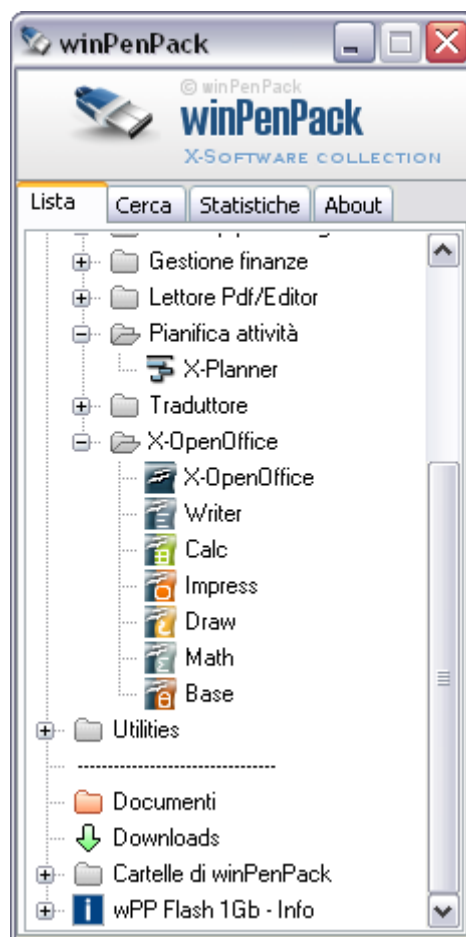 winPenPack
© winPenPack
winPenPack
X-SOFTWARE COLLECTION
Lista Cerca Statistiche About
Gestione finanze
Lettore Pdf/Editor
Pianifica attività
X-Planner
Traduttore
X-OpenOffice
X-OpenOffice
Writer
Calc
Impress
Draw
Math
Base
Utilities
--------------------------------
Documenti
Downloads
Cartelle di winPenPack
wPP Flash 1Gb - Info